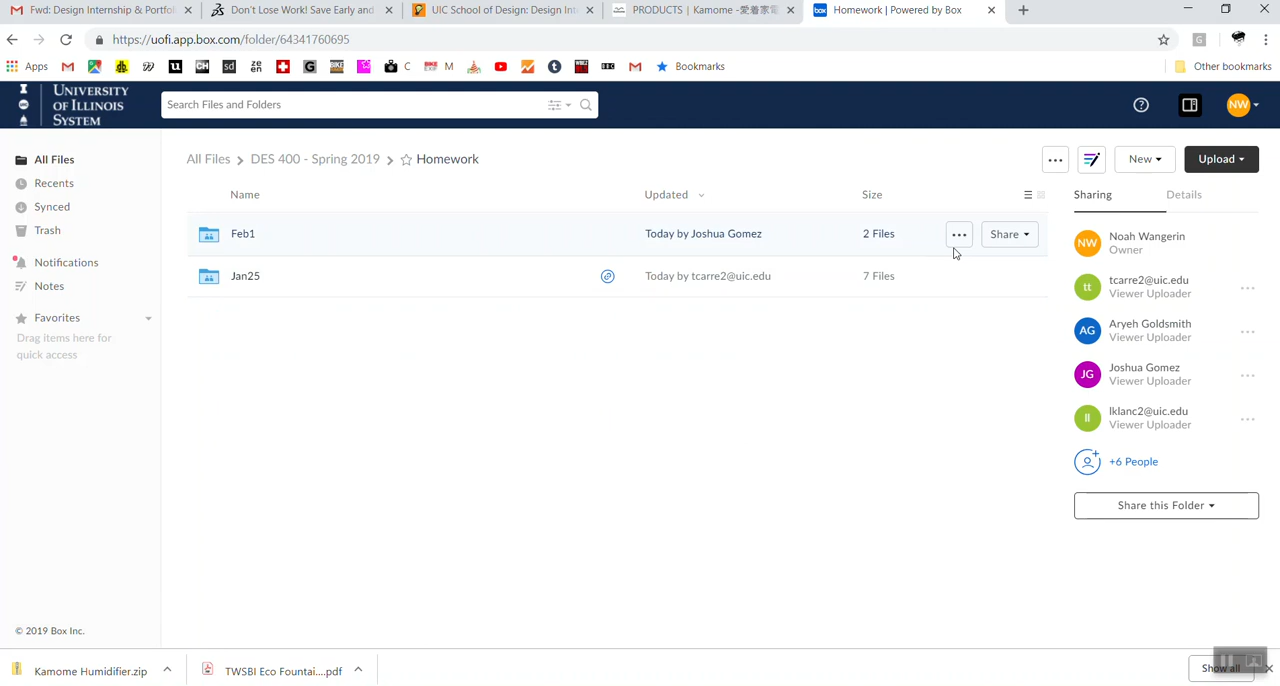 Fwd: Design Internship & Portfol
Don't Lose Work! Save Early and
UIC School of Design: Design Int
PRODUCTS | Kamome -愛着家電
Homework | Powered by Box
https://uofi.app.box.com/folder/64341760695
Apps
C
M
Bookmarks
Other bookmarks
UNIVERSITY
OF ILLINOIS
SYSTEM
Search Files and Folders
NW
All Files
Recents
Synced
Trash
Notifications
Notes
Favorites
Drag items here for
quick access
© 2019 Box Inc.
All Files > DES 400 - Spring 2019 > Homework
New
Upload
Name Updated Size
Feb1 Today by Joshua Gomez 2 Files Share
Jan25 Today by tcarre2@uic.edu 7 Files
Sharing Details
NW Noah Wangerin
Owner
tt tcarre2@uic.edu
Viewer Uploader
AG Aryeh Goldsmith
Viewer Uploader
JG Joshua Gomez
Viewer Uploader
ll lklanc2@uic.edu
Viewer Uploader
+6 People
Share this Folder
Kamome Humidifier.zip
TWSBI Eco Fountai....pdf
Show all